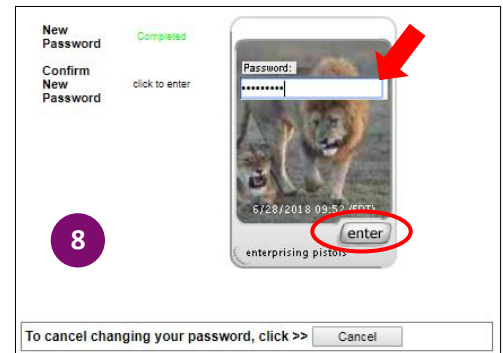 New
Password
Completed
Confirm
New
Password
click to enter
Password:
6/28/2018 09:52 (EDT)
enter
enterprising pistols
8
To cancel changing your password, click >> Cancel